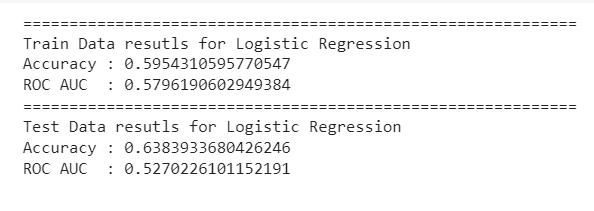 ============================================================
Train Data resutls for Logistic Regression
Accuracy : 0.5954310595770547
ROC AUC  : 0.5796190602949384
============================================================
Test Data resutls for Logistic Regression
Accuracy : 0.6383933680426246
ROC AUC  : 0.5270226101152191